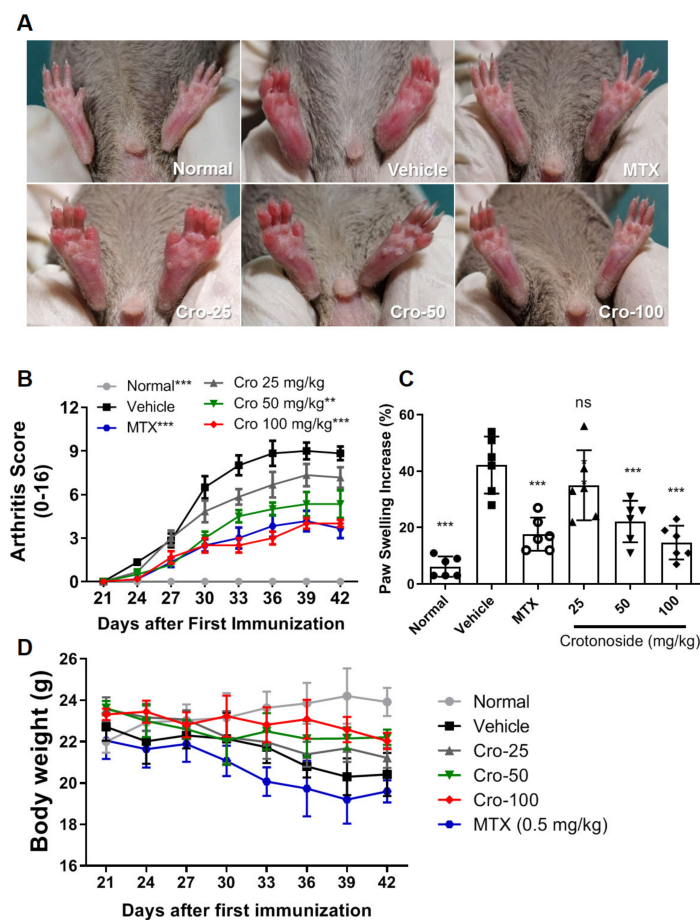 A
Normal
Vehicle
MTX
Cro-25
Cro-50
Cro-100
B
Normal***
Vehicle
MTX***
Cro 25 mg/kg
Cro 50 mg/kg**
Cro 100 mg/kg***
Arthritis Score
(0-16)
12
9
6
3
0
21 24 27 30 33 36 39 42
Days after First Immunization
C
Paw Swelling Increase (%)
60
40
20
0
***
***
ns
***
***
Normal
Vehicle
MTX
25
50
100
Crotonoside (mg/kg)
D
Body weight (g)
26
24
22
20
18
16
21 24 27 30 33 36 39 42
Days after first immunization
Normal
Vehicle
Cro-25
Cro-50
Cro-100
MTX (0.5 mg/kg)